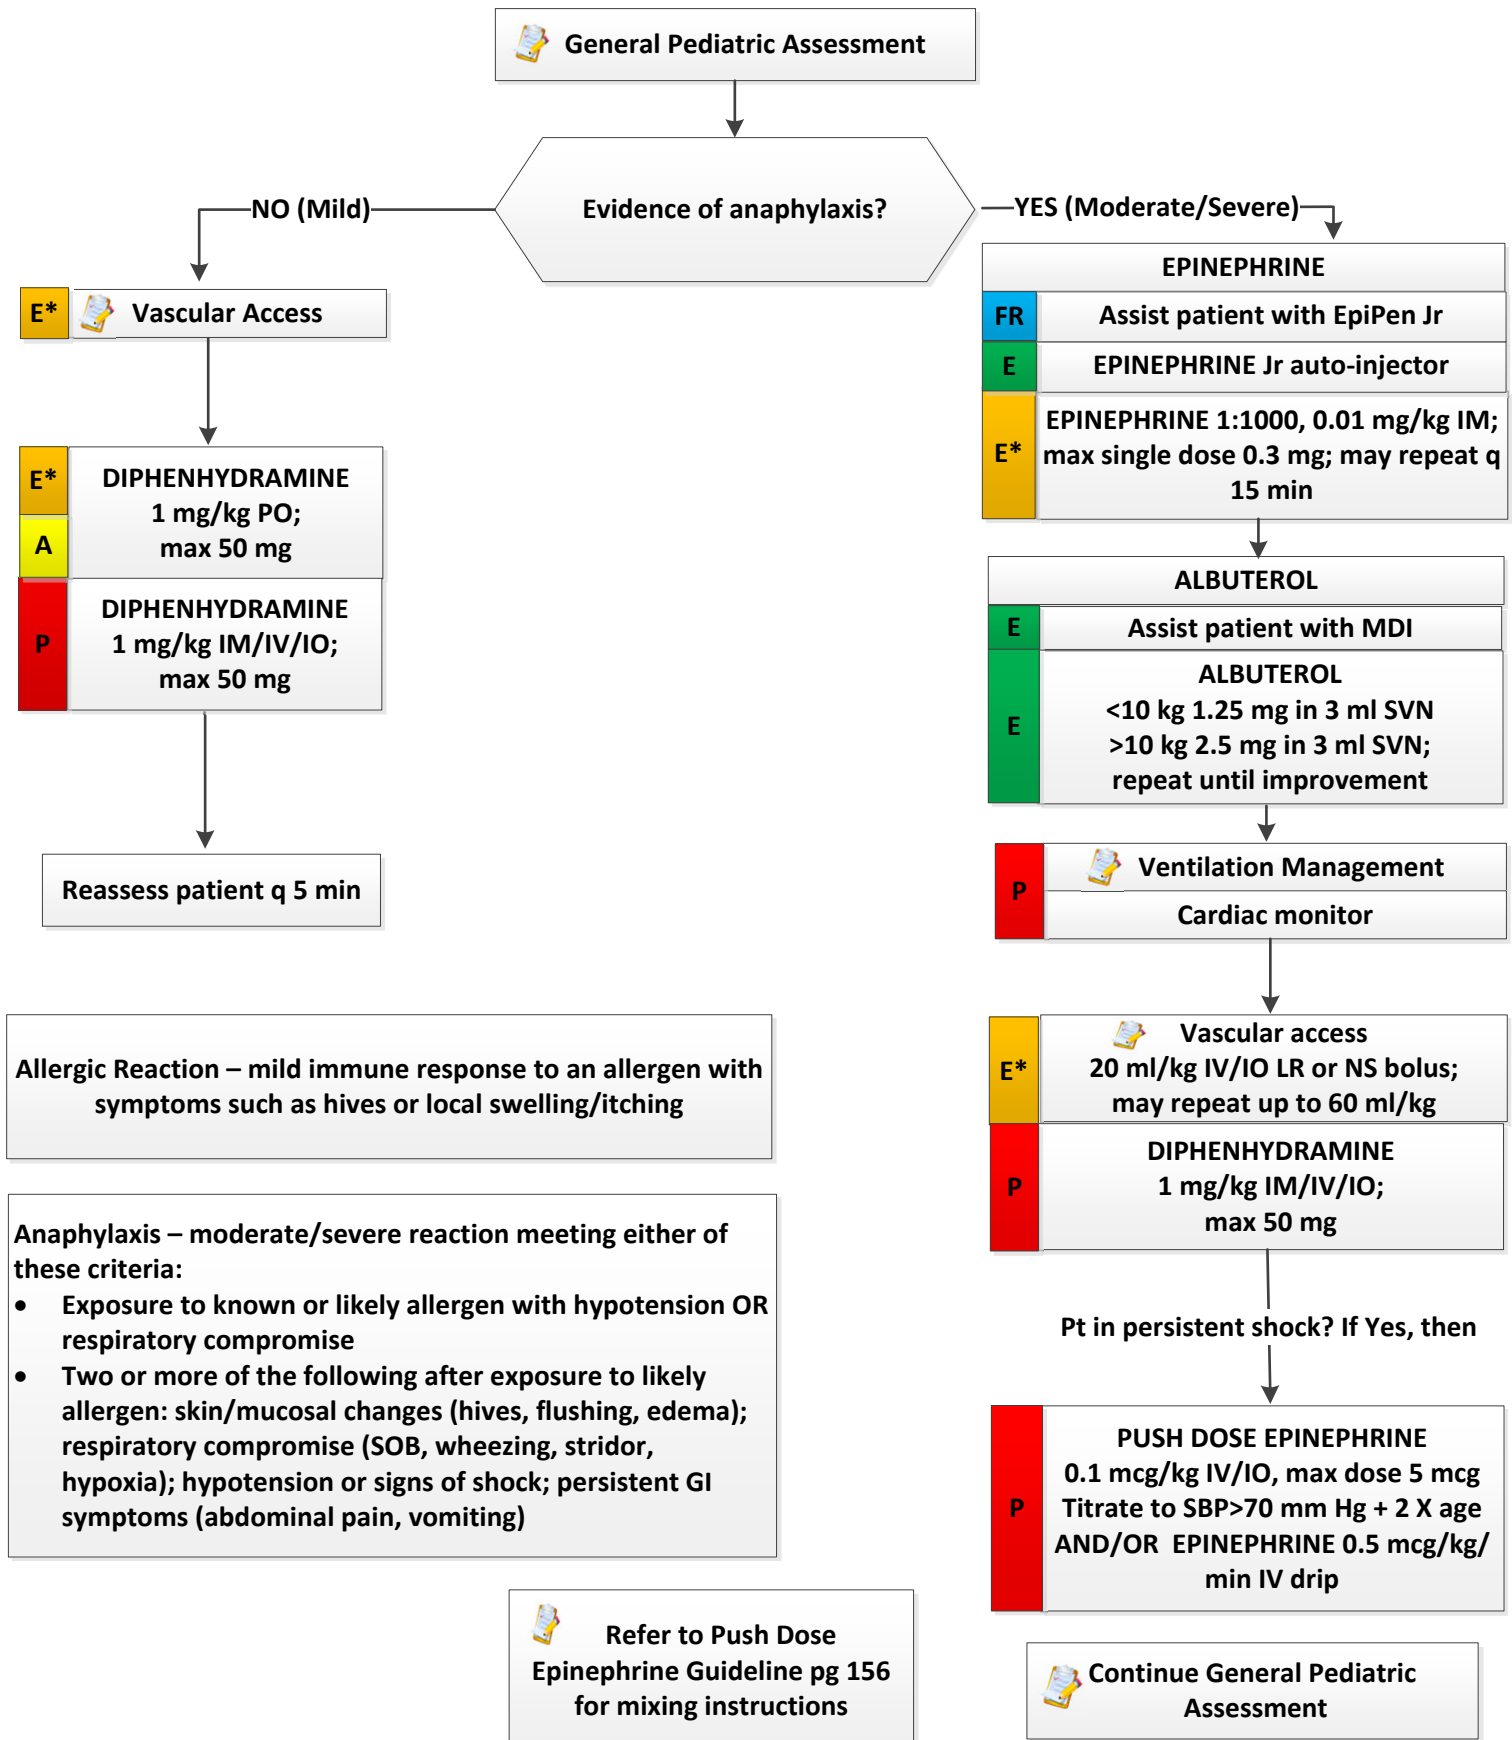 General Pediatric Assessment
Evidence of anaphylaxis?
NO (Mild)
E*
Vascular Access
E*
A
DIPHENHYDRAMINE
1 mg/kg PO;
max 50 mg
P
DIPHENHYDRAMINE
1 mg/kg IM/IV/IO;
max 50 mg
Reassess patient q 5 min
YES (Moderate/Severe)
EPINEPHRINE
FR
Assist patient with EpiPen Jr
E
EPINEPHRINE Jr auto-injector
E*
EPINEPHRINE 1:1000, 0.01 mg/kg IM;
max single dose 0.3 mg; may repeat q
15 min
ALBUTEROL
E
Assist patient with MDI
E
ALBUTEROL
<10 kg 1.25 mg in 3 ml SVN
>10 kg 2.5 mg in 3 ml SVN;
repeat until improvement
P
Ventilation Management
Cardiac monitor
E*
Vascular access
20 ml/kg IV/IO LR or NS bolus;
may repeat up to 60 ml/kg
P
DIPHENHYDRAMINE
1 mg/kg IM/IV/IO;
max 50 mg
Pt in persistent shock? If Yes, then
P
PUSH DOSE EPINEPHRINE
0.1 mcg/kg IV/IO, max dose 5 mcg
Titrate to SBP>70 mm Hg + 2 X age
AND/OR EPINEPHRINE 0.5 mcg/kg/
min IV drip
Continue General Pediatric
Assessment
Allergic Reaction – mild immune response to an allergen with
symptoms such as hives or local swelling/itching
Anaphylaxis – moderate/severe reaction meeting either of
these criteria:
• Exposure to known or likely allergen with hypotension OR
respiratory compromise
• Two or more of the following after exposure to likely
allergen: skin/mucosal changes (hives, flushing, edema);
respiratory compromise (SOB, wheezing, stridor,
hypoxia); hypotension or signs of shock; persistent GI
symptoms (abdominal pain, vomiting)
Refer to Push Dose
Epinephrine Guideline pg 156
for mixing instructions